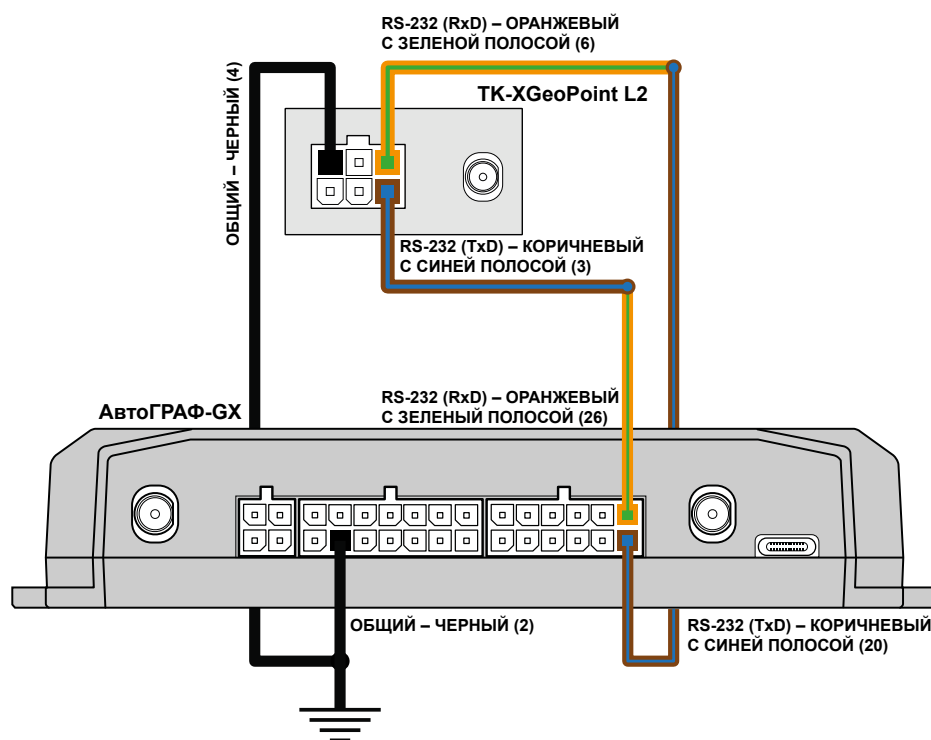 RS-232 (RxD) – ОРАНЖЕВЫЙ
С ЗЕЛЕНОЙ ПОЛОСОЙ (6)
ОБЩИЙ – ЧЕРНЫЙ (4)
TK-XGeoPoint L2
RS-232 (TxD) – КОРИЧНЕВЫЙ
С СИНЕЙ ПОЛОСОЙ (3)
RS-232 (RxD) – ОРАНЖЕВЫЙ
С ЗЕЛЕНЫЙ ПОЛОСОЙ (26)
АвтоГРАФ-GX
ОБЩИЙ – ЧЕРНЫЙ (2)
RS-232 (TxD) – КОРИЧНЕВЫЙ
С СИНЕЙ ПОЛОСОЙ (20)